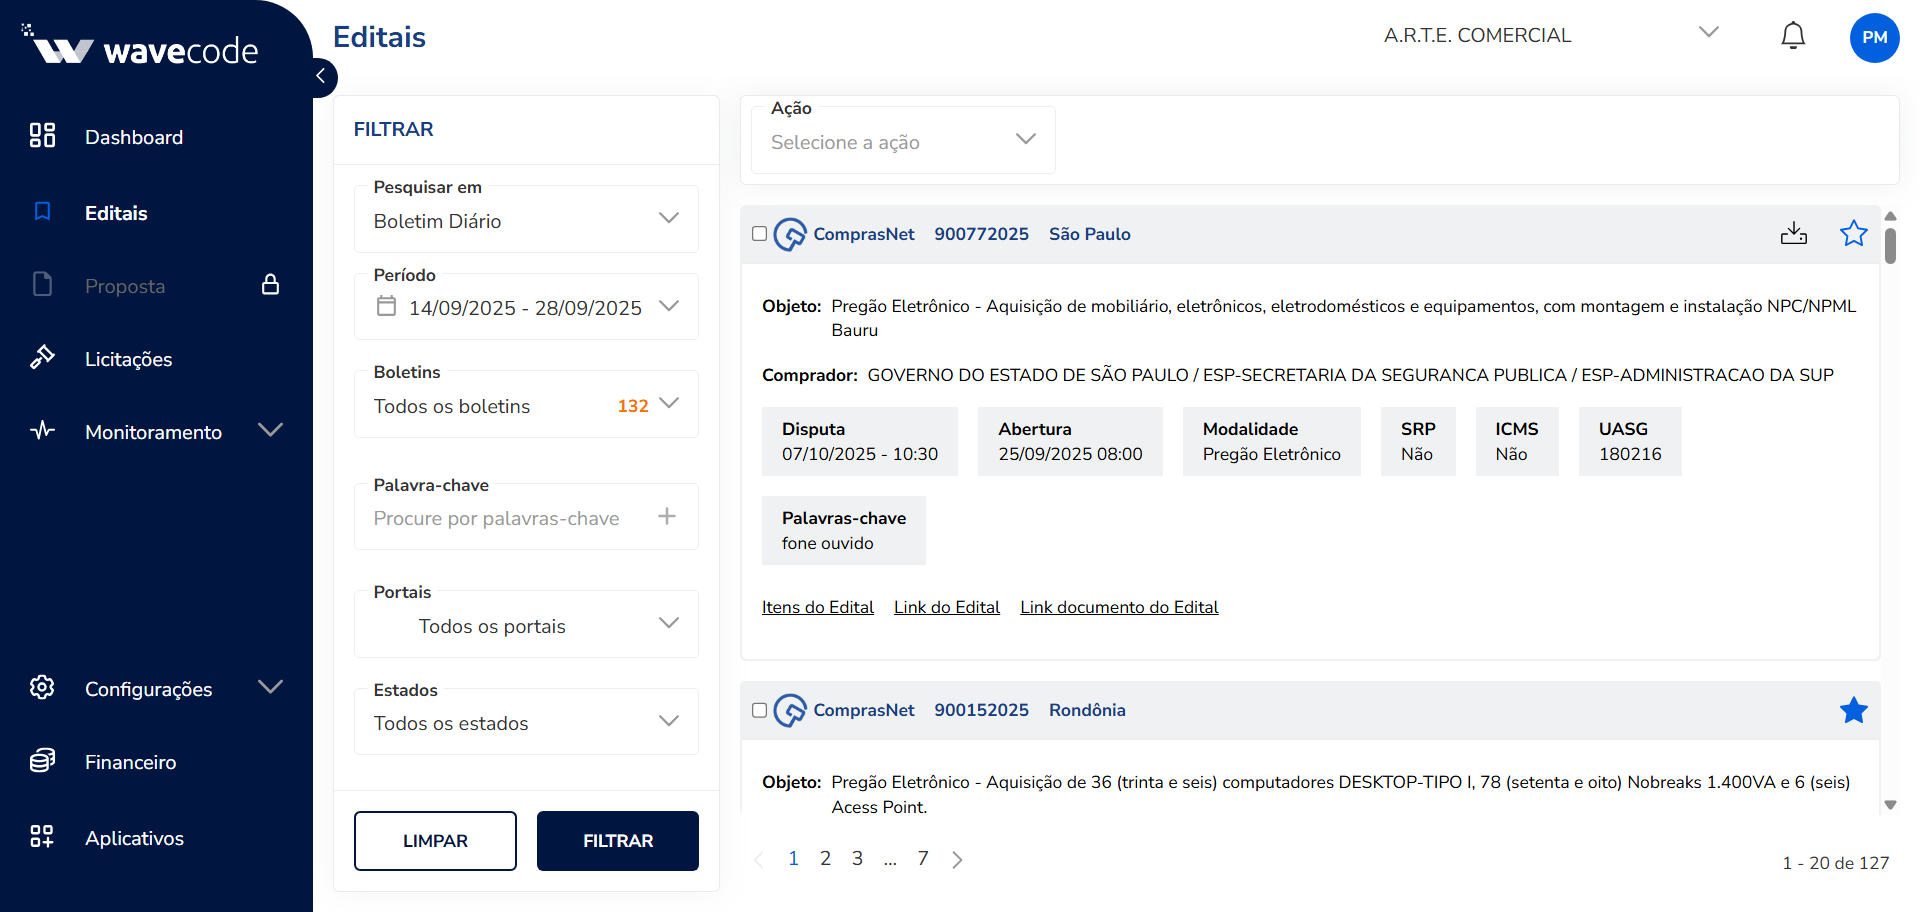 wavecode
Dashboard
Editais
Proposta
Licitações
Monitoramento
Configurações
Financeiro
Aplicativos
Editais
A.R.T.E. COMERCIAL
PM
FILTRAR
Pesquisar em
Boletim Diário
Período
14/09/2025 - 28/09/2025
Boletins
Todos os boletins 132
Palavra-chave
Procure por palavras-chave
Portais
Todos os portais
Estados
Todos os estados
LIMPAR FILTRAR
Ação
Selecione a ação
ComprasNet 900772025 São Paulo
Objeto: Pregão Eletrônico - Aquisição de mobiliário, eletrônicos, eletrodomésticos e equipamentos, com montagem e instalação NPC/NPML
Bauru
Comprador: GOVERNO DO ESTADO DE SÃO PAULO / ESP-SECRETARIA DA SEGURANCA PUBLICA / ESP-ADMINISTRACAO DA SUP
Disputa Abertura Modalidade SRP ICMS UASG
07/10/2025 - 10:30 25/09/2025 08:00 Pregão Eletrônico Não Não 180216
Palavras-chave
fone ouvido
Itens do Edital Link do Edital Link documento do Edital
ComprasNet 900152025 Rondônia
Objeto: Pregão Eletrônico - Aquisição de 36 (trinta e seis) computadores DESKTOP-TIPO I, 78 (setenta e oito) Nobreaks 1.400VA e 6 (seis)
Acess Point.
1 2 3 ... 7
1 - 20 de 127